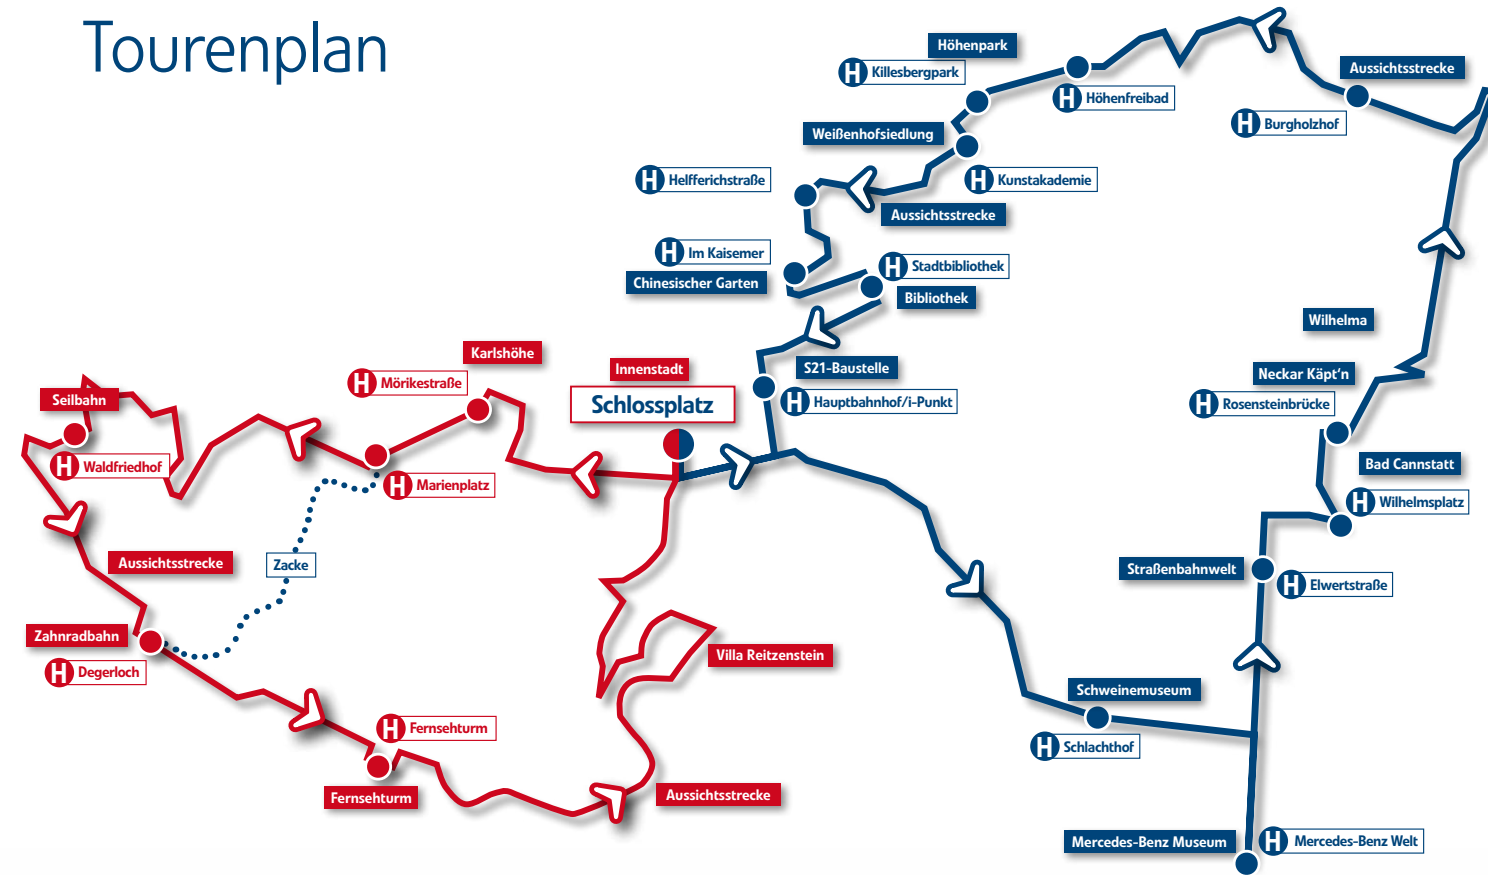 Tourenplan
Höhenpark
H Killesbergpark
H Höhenfreibad
Aussichtsstrecke
H Burgholzhof
Weißenhofsiedlung
H Kunstakademie
H Helfferichstraße
Aussichtsstrecke
H Im Kaisemer
Chinesischer Garten
H Stadtbibliothek
Bibliothek
Wilhelma
S21-Baustelle
H Hauptbahnhof/i-Punkt
Neckar Käpt'n
H Rosensteinbrücke
Bad Cannstatt
H Wilhelmsplatz
Straßenbahnwelt
H Elwertstraße
Schweinemuseum
H Schlachthof
Mercedes-Benz Museum
H Mercedes-Benz Welt
Innenstadt
Schlossplatz
Karlshöhe
H Mörikestraße
H Marienplatz
Seilbahn
H Waldfriedhof
Aussichtsstrecke
Zacke
Zahnradbahn
H Degerloch
H Fernsehturm
Fernsehturm
Aussichtsstrecke
Villa Reitzenstein